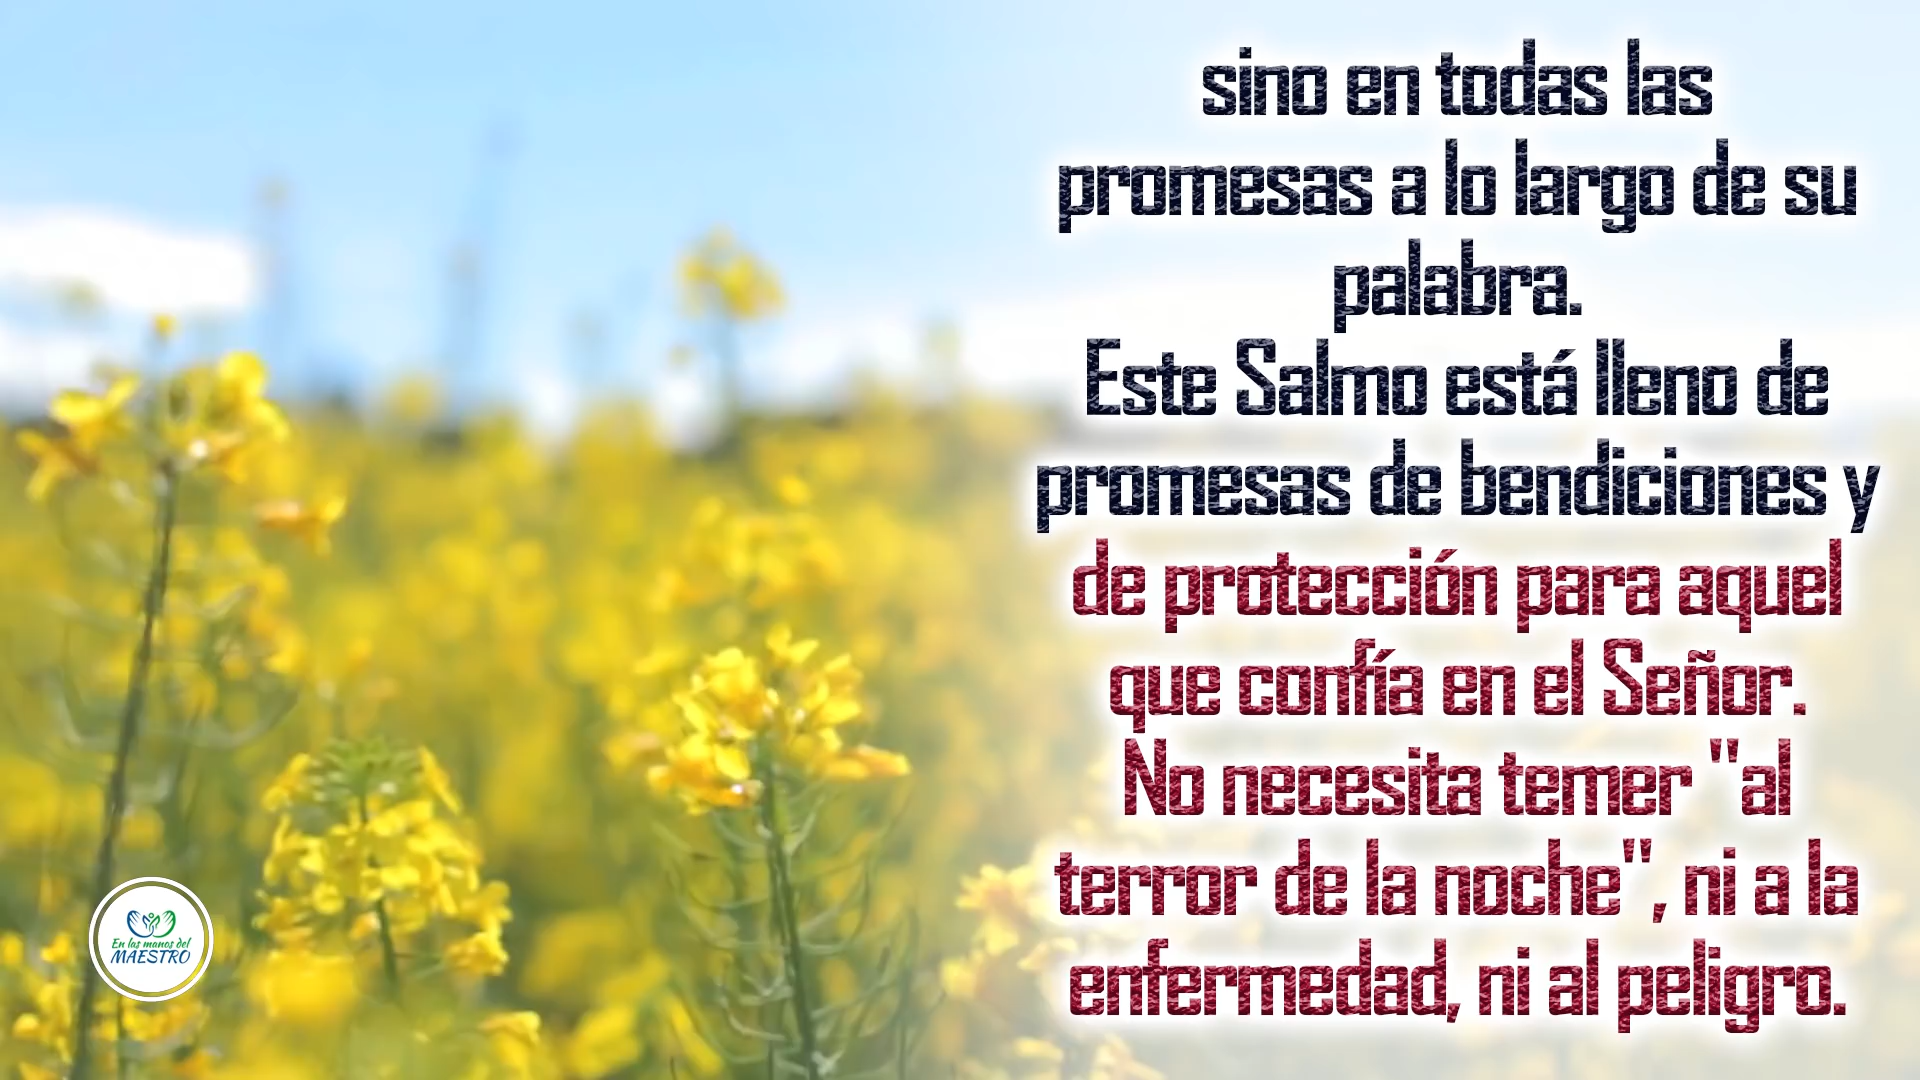 sino en todas las
promesas a lo largo de su
palabra.
Este Salmo está lleno de
promesas de bendiciones y
de protección para aquel
que confía en el Señor.
No necesita temer "al
terror de la noche", ni a la
enfermedad, ni al peligro.
En las manos del
MAESTRO